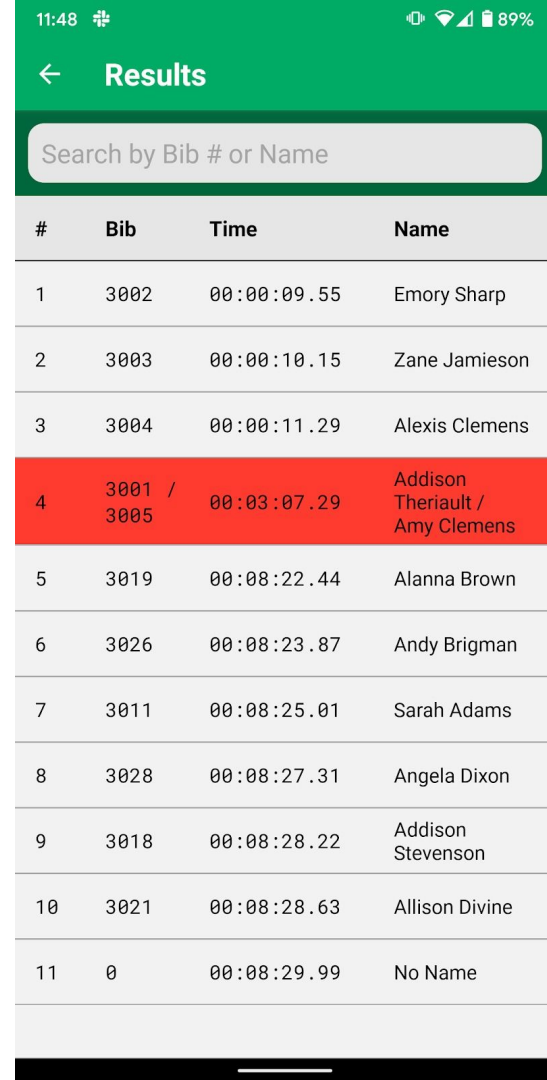 11:48 89%
Results
Search by Bib # or Name
# Bib Time Name
1 3002 00:00:09.55 Emory Sharp
2 3003 00:00:10.15 Zane Jamieson
3 3004 00:00:11.29 Alexis Clemens
4 3001 / 3005 00:03:07.29 Addison Theriault / Amy Clemens
5 3019 00:08:22.44 Alanna Brown
6 3026 00:08:23.87 Andy Brigman
7 3011 00:08:25.01 Sarah Adams
8 3028 00:08:27.31 Angela Dixon
9 3018 00:08:28.22 Addison Stevenson
10 3021 00:08:28.63 Allison Divine
11 0 00:08:29.99 No Name